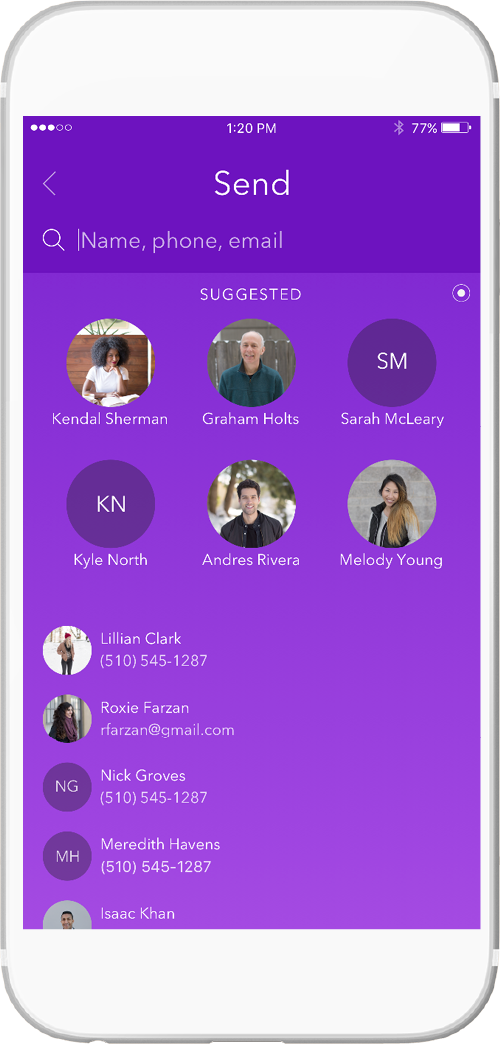 1:20 PM 77%
Send
Name, phone, email
SUGGESTED
SM
Kendal Sherman Graham Holts Sarah McLeary
KN
Kyle North Andres Rivera Melody Young
Lillian Clark
(510) 545-1287
Roxie Farzan
rfarzan@gmail.com
NG
Nick Groves
(510) 545-1287
MH
Meredith Havens
(510) 545-1287
Isaac Khan